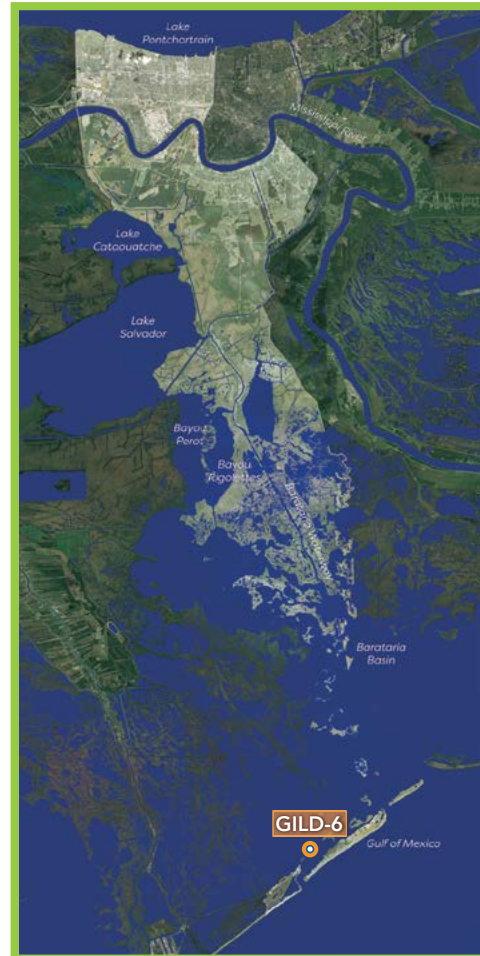 Lake
Pontchartrain
Mississippi River
Lake
Cataouatche
Lake
Salvador
Bayou
Perot
Bayou
Rigolettes
Barataria Waterway
Barataria
Basin
GILD-6
Gulf of Mexico